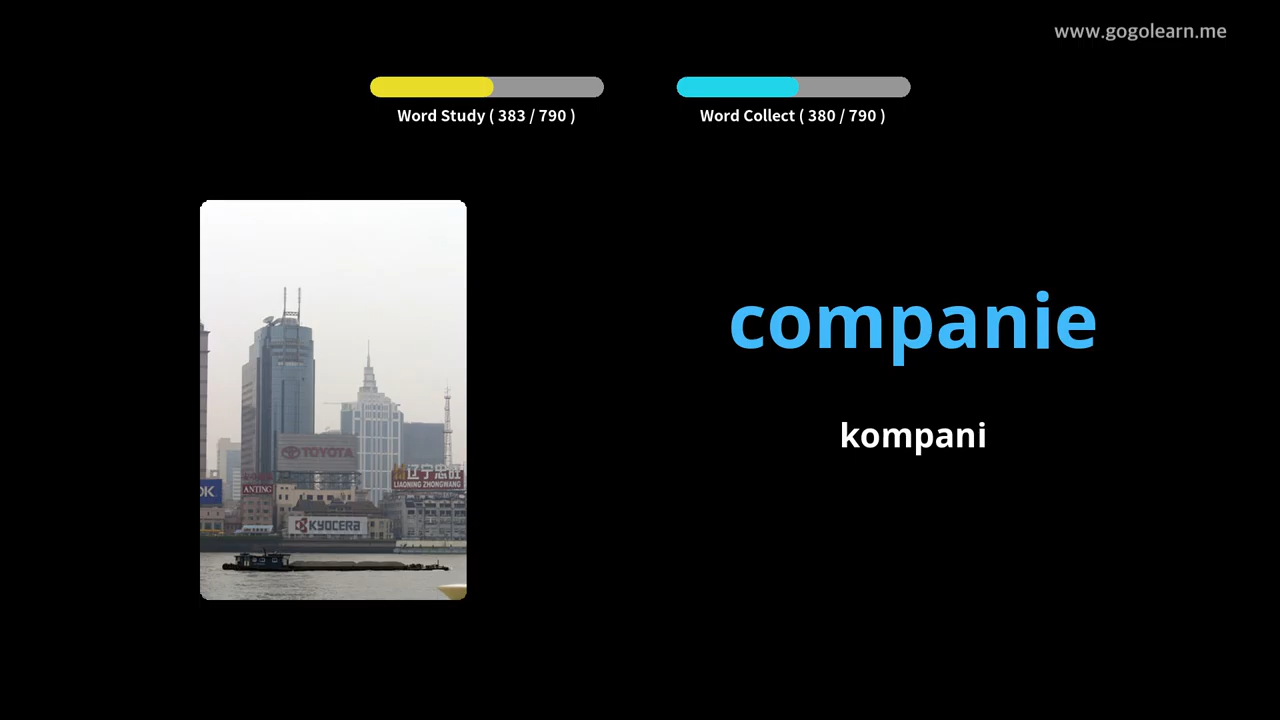 www.gogolearn.me
Word Study ( 383 / 790 )
Word Collect ( 380 / 790 )
companie
kompani
TOYOTA
辽宁忠旺
LIAONING ZHONGWANG
OK
ANTING
KYOCERA